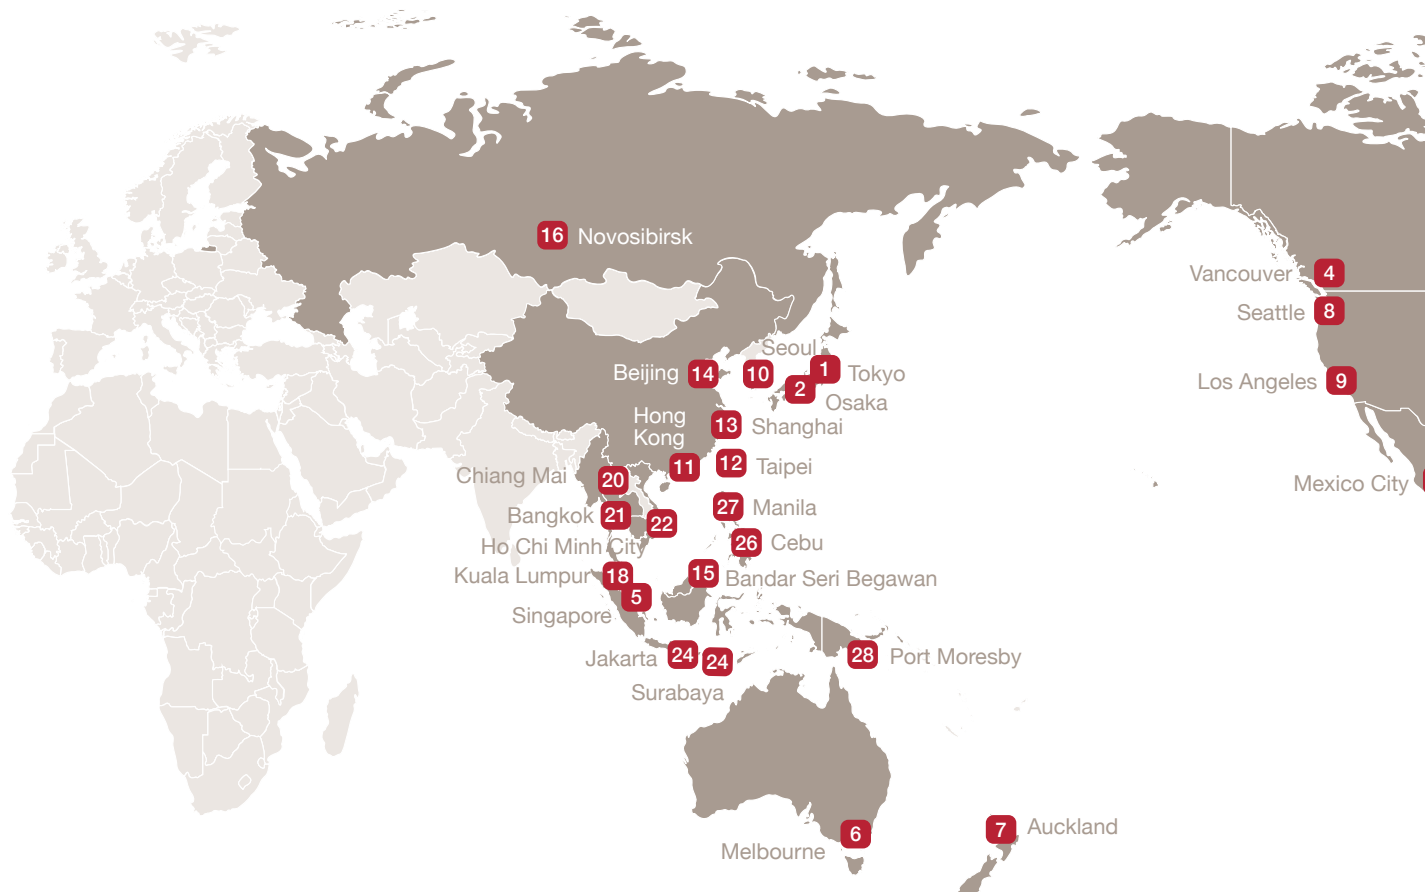 16 Novosibirsk
Vancouver 4
Seattle 8
Seoul
Beijing 14
10
1 Tokyo
Los Angeles 9
2
Osaka
Hong
Kong
13 Shanghai
11
12 Taipei
Chiang Mai 20
Mexico City
27 Manila
Bangkok 21
22
Ho Chi Minh City
26 Cebu
Kuala Lumpur 18
15 Bandar Seri Begawan
5
Singapore
Jakarta 24
24
Surabaya
28 Port Moresby
7 Auckland
6
Melbourne